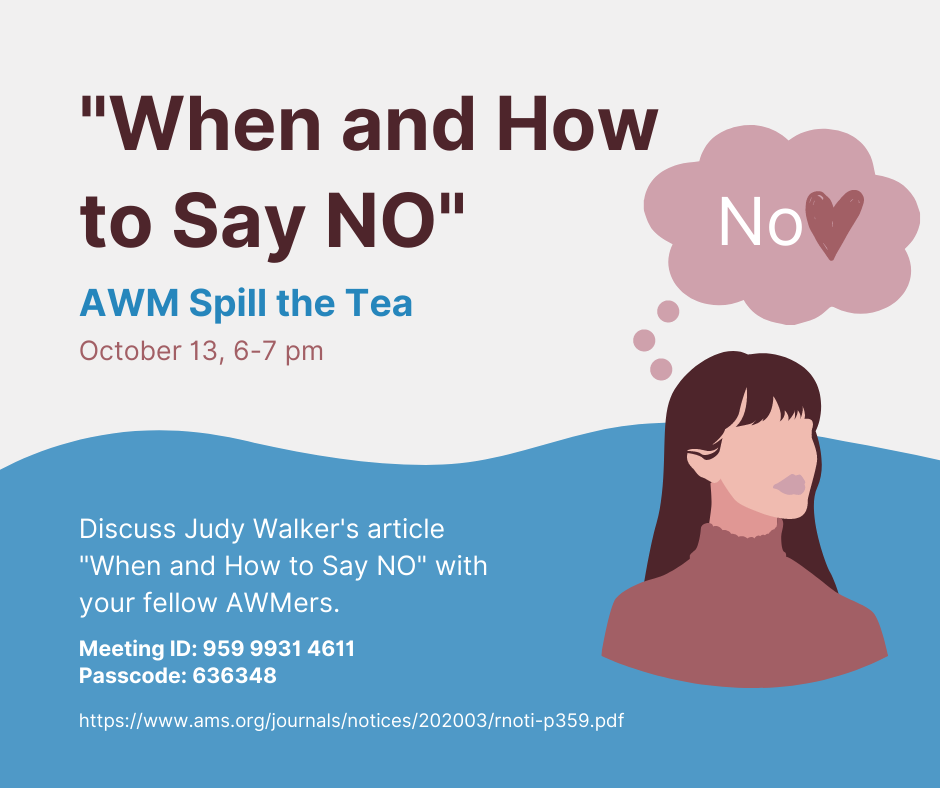 "When and How
to Say NO"
No
AWM Spill the Tea
October 13, 6-7 pm
Discuss Judy Walker's article
"When and How to Say NO" with
your fellow AWMers.
Meeting ID: 959 9931 4611
Passcode: 636348
https://www.ams.org/journals/notices/202003/rnoti-p359.pdf